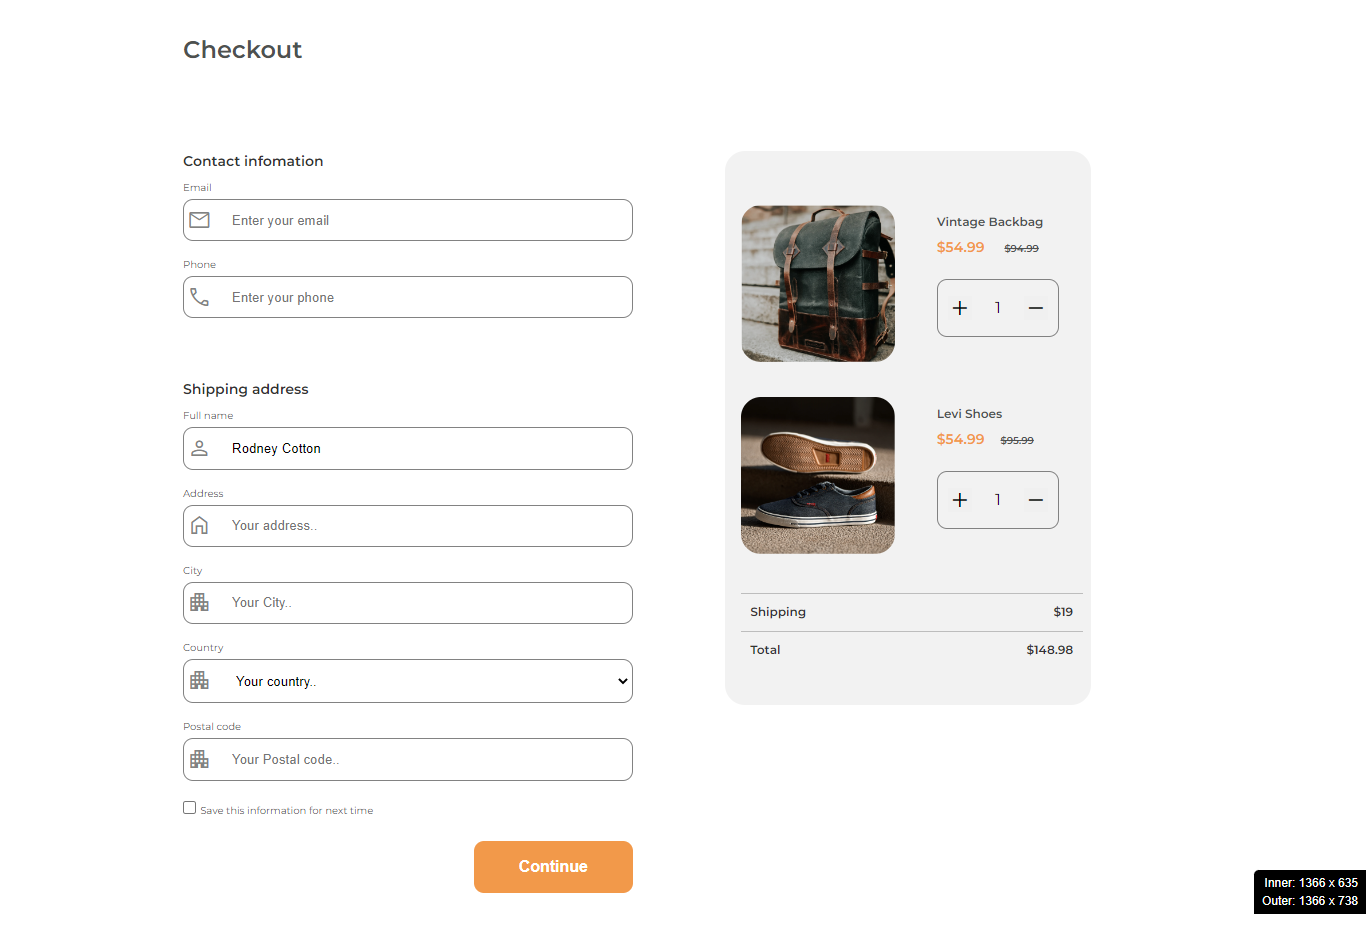 Checkout
Contact infomation
Email
Enter your email
Phone
Enter your phone
Shipping address
Full name
Rodney Cotton
Address
Your address..
City
Your City..
Country
Your country..
Postal code
Your Postal code..
Save this information for next time
Continue
Vintage Backbag
$54.99 $94.99
+ 1 −
Levi Shoes
$54.99 $95.99
+ 1 −
Shipping $19
Total $148.98
Inner: 1366 x 635
Outer: 1366 x 738